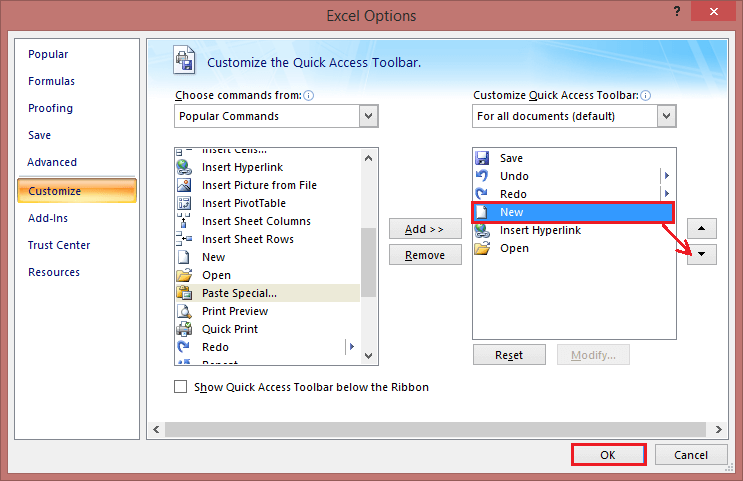 Excel Options
?
Popular
Formulas
Proofing
Save
Advanced
Customize
Add-Ins
Trust Center
Resources
Customize the Quick Access Toolbar.
Choose commands from:
Popular Commands
Insert Cells...
Insert Hyperlink
Insert Picture from File
Insert PivotTable
Insert Sheet Columns
Insert Sheet Rows
New
Open
Paste Special...
Print Preview
Quick Print
Redo
Repeat
Show Quick Access Toolbar below the Ribbon
Add >>
Remove
Customize Quick Access Toolbar:
For all documents (default)
Save
Undo
Redo
New
Insert Hyperlink
Open
Reset
Modify...
OK
Cancel